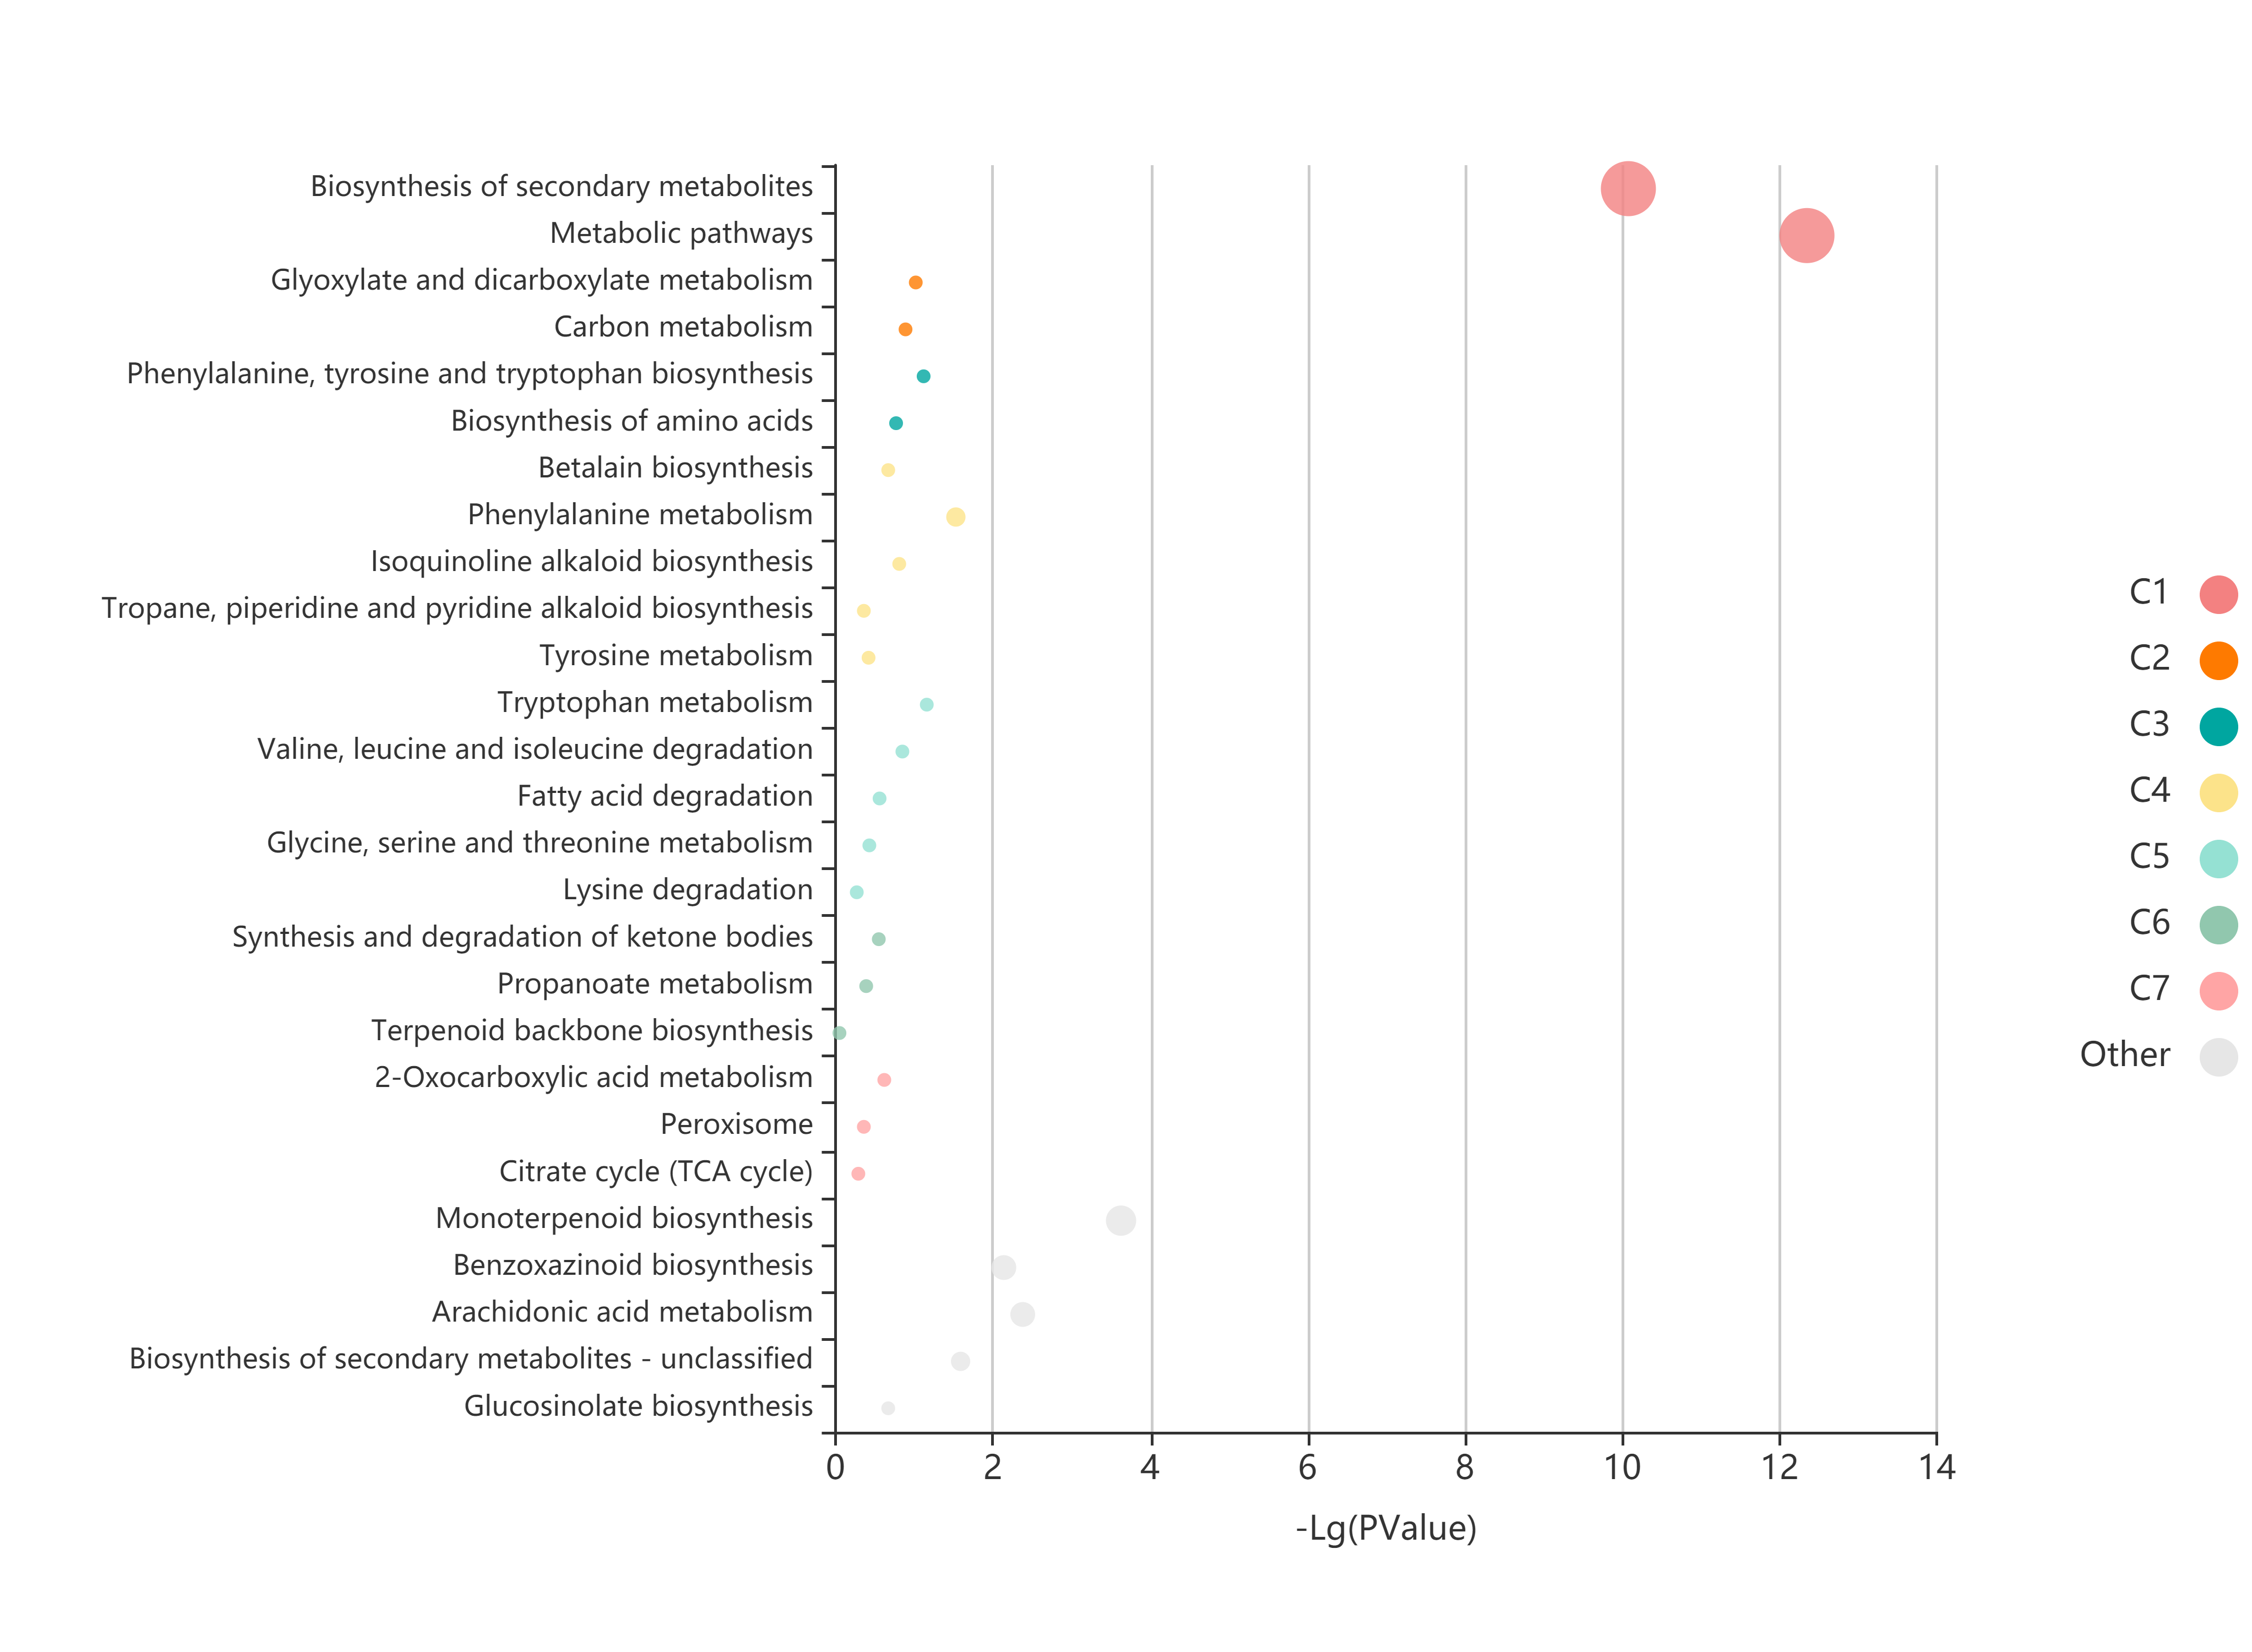 Biosynthesis of secondary metabolites
Metabolic pathways
Glyoxylate and dicarboxylate metabolism
Carbon metabolism
Phenylalanine, tyrosine and tryptophan biosynthesis
Biosynthesis of amino acids
Betalain biosynthesis
Phenylalanine metabolism
Isoquinoline alkaloid biosynthesis
Tropane, piperidine and pyridine alkaloid biosynthesis
Tyrosine metabolism
Tryptophan metabolism
Valine, leucine and isoleucine degradation
Fatty acid degradation
Glycine, serine and threonine metabolism
Lysine degradation
Synthesis and degradation of ketone bodies
Propanoate metabolism
Terpenoid backbone biosynthesis
2-Oxocarboxylic acid metabolism
Peroxisome
Citrate cycle (TCA cycle)
Monoterpenoid biosynthesis
Benzoxazinoid biosynthesis
Arachidonic acid metabolism
Biosynthesis of secondary metabolites - unclassified
Glucosinolate biosynthesis
0 2 4 6 8 10 12 14
-Lg(PValue)
C1
C2
C3
C4
C5
C6
C7
Other